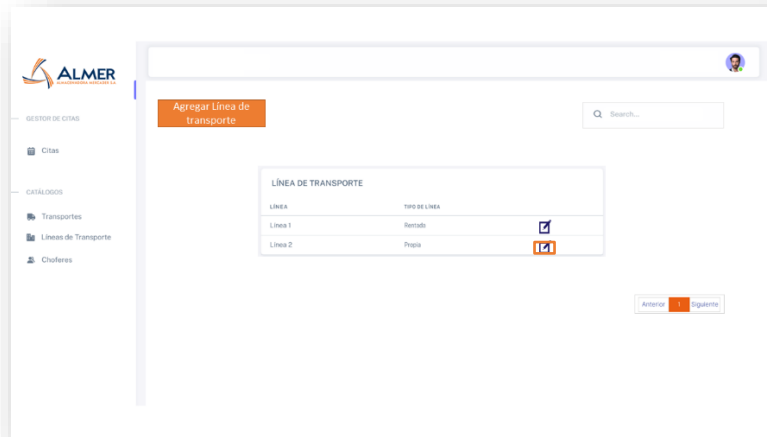 ALMER
GESTOR DE CITAS
Citas
CATÁLOGOS
Transportes
Líneas de Transporte
Choferes
Agregar Línea de
transporte
Search...
LÍNEA DE TRANSPORTE
LÍNEA TIPO DE LÍNEA
Línea 1 Rentada
Línea 2 Propia
Anterior 1 Siguiente